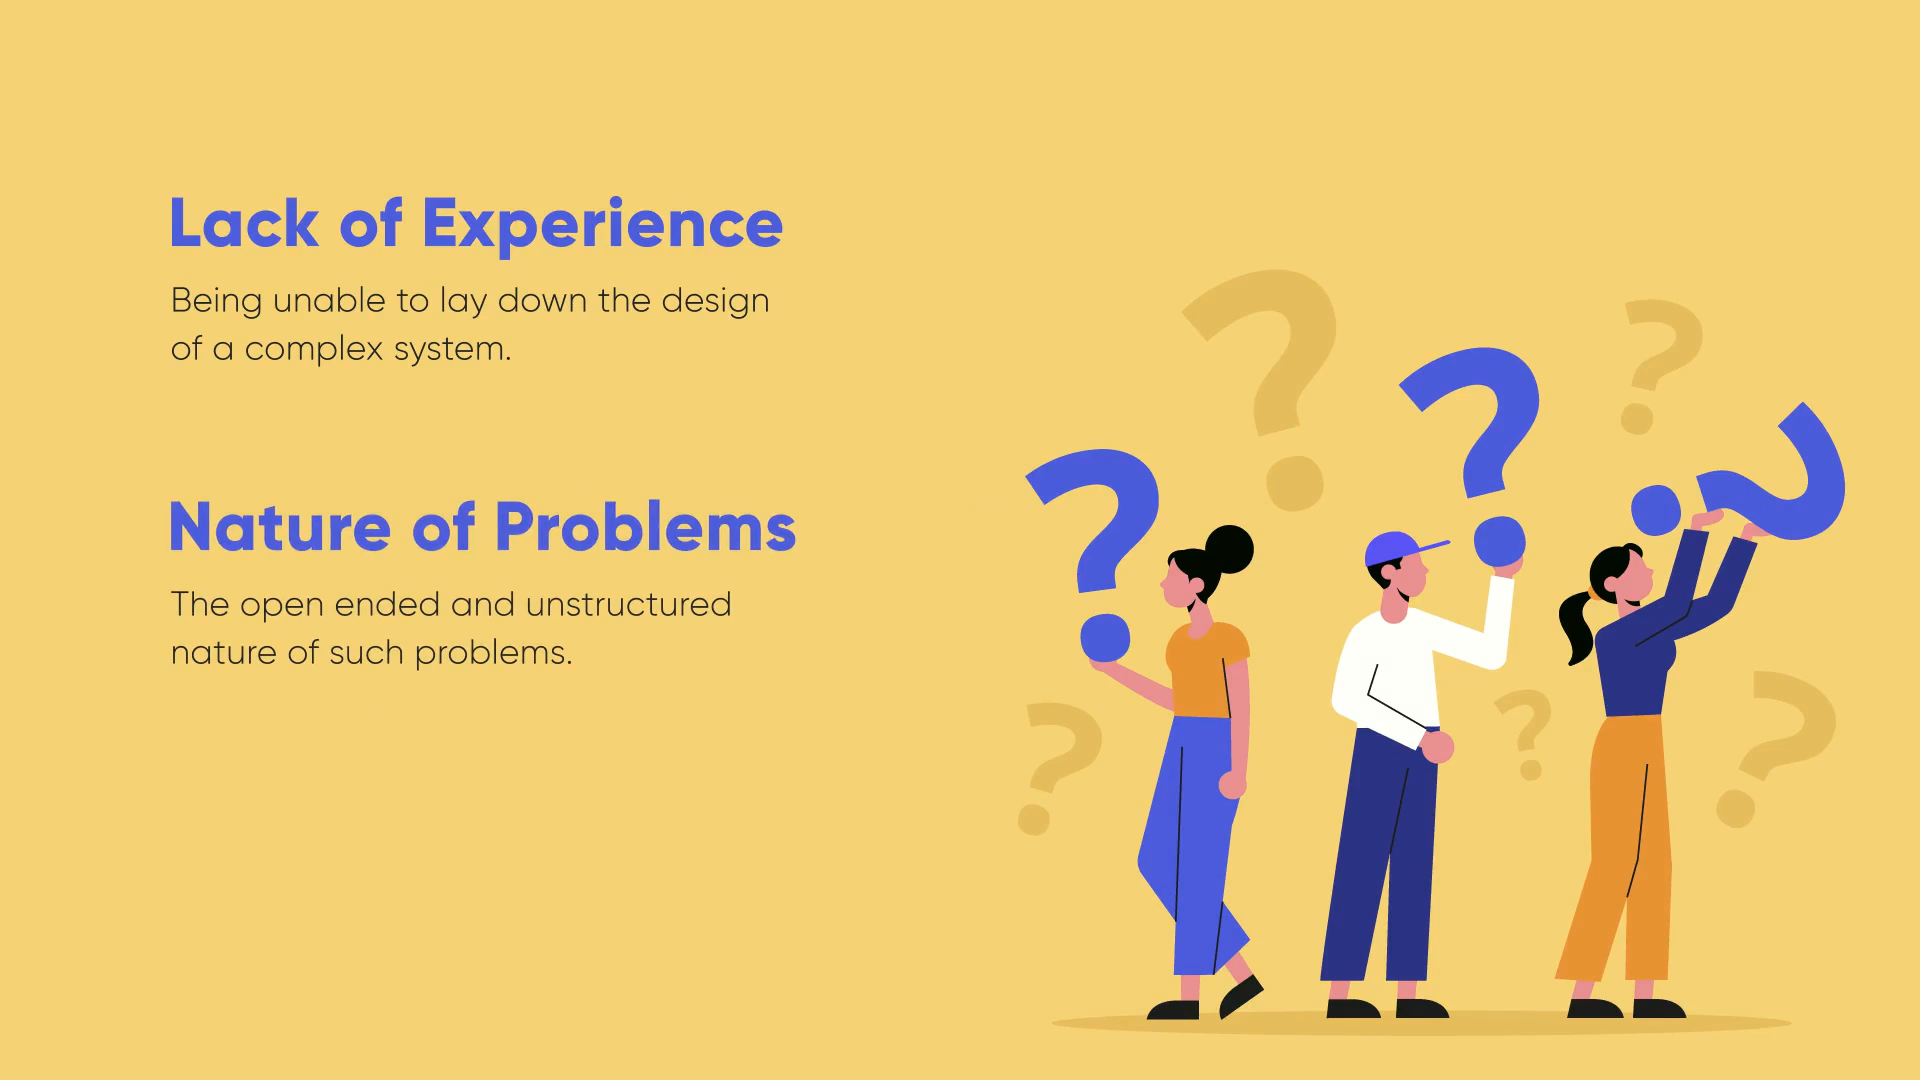 Lack of Experience
Being unable to lay down the design
of a complex system.
Nature of Problems
The open ended and unstructured
nature of such problems.